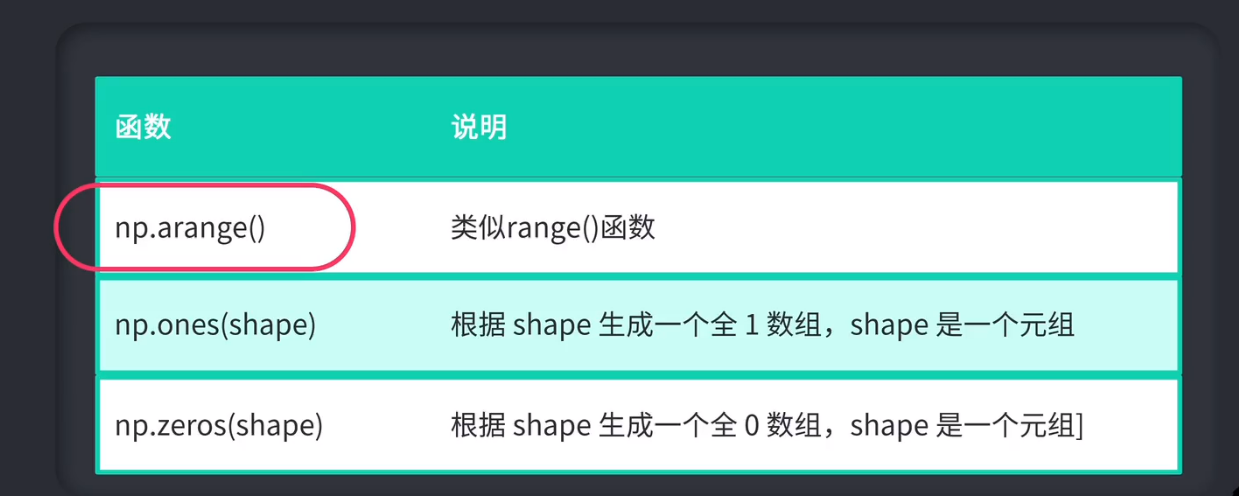 函数 说明
np.arange() 类似range()函数
np.ones(shape) 根据 shape 生成一个全 1 数组，shape 是一个元组
np.zeros(shape) 根据 shape 生成一个全 0 数组，shape 是一个元组]